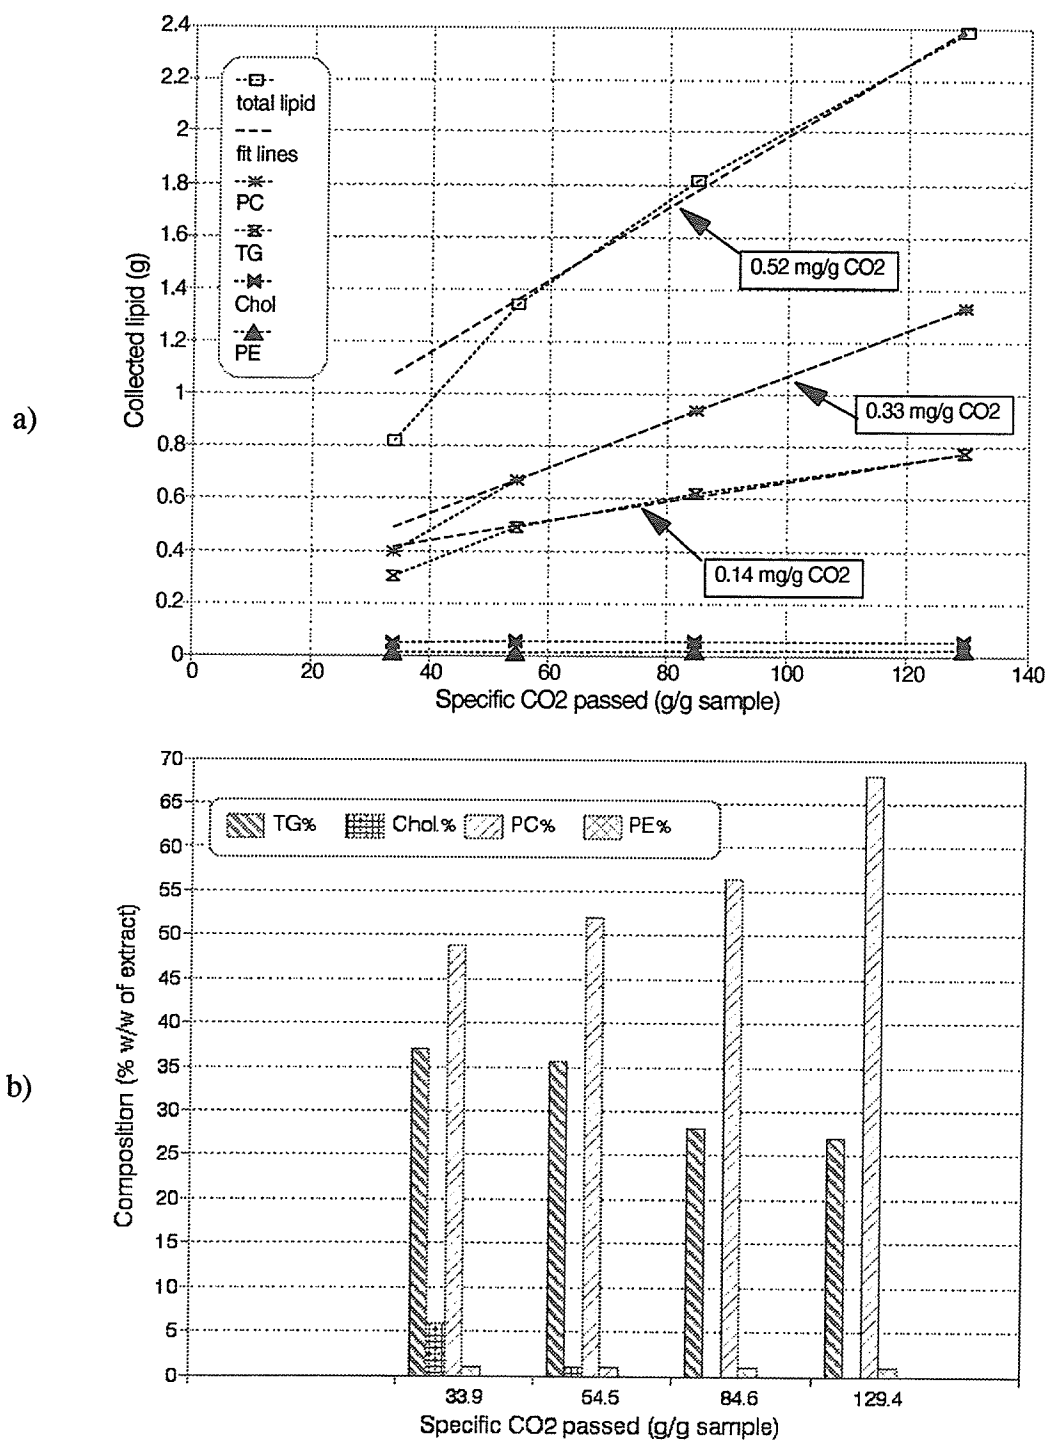 2.4
2.2
2
1.8
1.6
1.4
1.2
1
0.8
0.6
0.4
0.2
0
total lipid
fit lines
PC
TG
Chol
PE
0.52 mg/g CO2
0.33 mg/g CO2
0.14 mg/g CO2
Collected lipid (g)
a)
0 20 40 60 80 100 120 140
Specific CO2 passed (g/g sample)
70
65
60
55
50
45
40
35
30
25
20
15
10
5
0
TG% Chol.% PC% PE%
Composition (% w/w of extract)
b)
33.9 54.5 84.6 129.4
Specific CO2 passed (g/g sample)